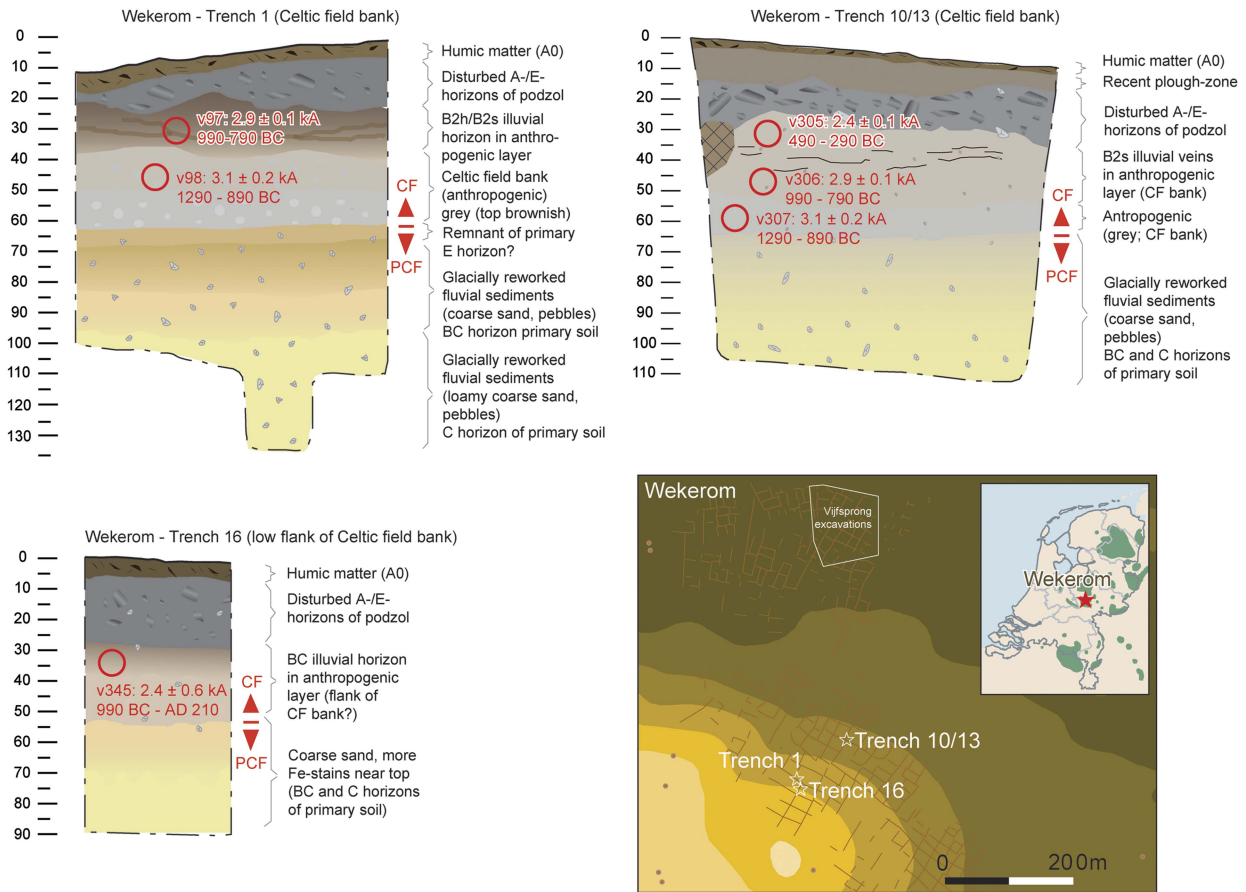 Wekerom - Trench 1 (Celtic field bank)
0
10
20
30
40
50
60
70
80
90
100
110
120
130
v97: 2.9 ± 0.1 kA
990-790 BC
v98: 3.1 ± 0.2 kA
1290 - 890 BC
CF
PCF
Humic matter (A0)
Disturbed A-/E-
horizons of podzol
B2h/B2s illuvial
horizon in anthro-
pogenic layer
Celtic field bank
(anthropogenic)
grey (top brownish)
Remnant of primary
E horizon?
Glacially reworked
fluvial sediments
(coarse sand, pebbles)
BC horizon primary soil
Glacially reworked
fluvial sediments
(loamy coarse sand,
pebbles)
C horizon of primary soil
Wekerom - Trench 10/13 (Celtic field bank)
0
10
20
30
40
50
60
70
80
90
100
110
v305: 2.4 ± 0.1 kA
490 - 290 BC
v306: 2.9 ± 0.1 kA
990 - 790 BC
v307: 3.1 ± 0.2 kA
1290 - 890 BC
CF
PCF
Humic matter (A0)
Recent plough-zone
Disturbed A-/E-
horizons of podzol
B2s illuvial veins
in anthropogenic
layer (CF bank)
Antropogenic
(grey; CF bank)
Glacially reworked
fluvial sediments
(coarse sand,
pebbles)
BC and C horizons
of primary soil
Wekerom - Trench 16 (low flank of Celtic field bank)
0
10
20
30
40
50
60
70
80
90
v345: 2.4 ± 0.6 kA
990 BC - AD 210
CF
PCF
Humic matter (A0)
Disturbed A-/E-
horizons of podzol
BC illuvial horizon
in anthropogenic
layer (flank of
CF bank?)
Coarse sand, more
Fe-stains near top
(BC and C horizons
of primary soil)
Wekerom
Vijfsprong
excavations
Wekerom
Trench 10/13
Trench 1
Trench 16
0 200m